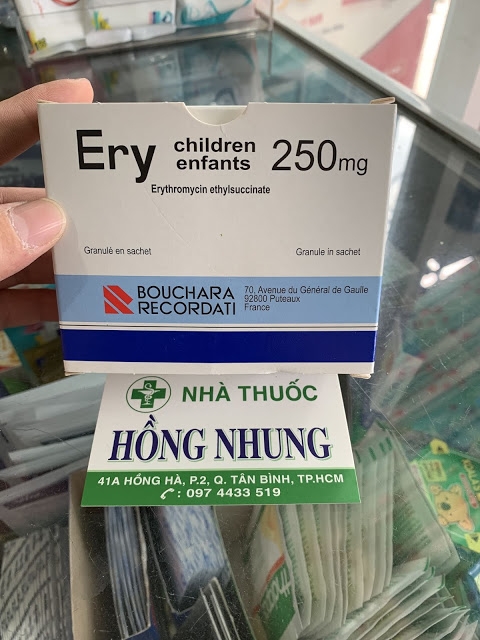 Ery children enfants 250mg
Erythromycin ethylsuccinate
Granulé en sachet
Granule in sachet
BOUCHARA RECORDATI
70, Avenue du Général de Gaulle
92800 Puteaux
France
NHÀ THUỐC
HỒNG NHUNG
41A HỒNG HÀ, P.2, Q. TÂN BÌNH, TP.HCM
: 097 4433 519